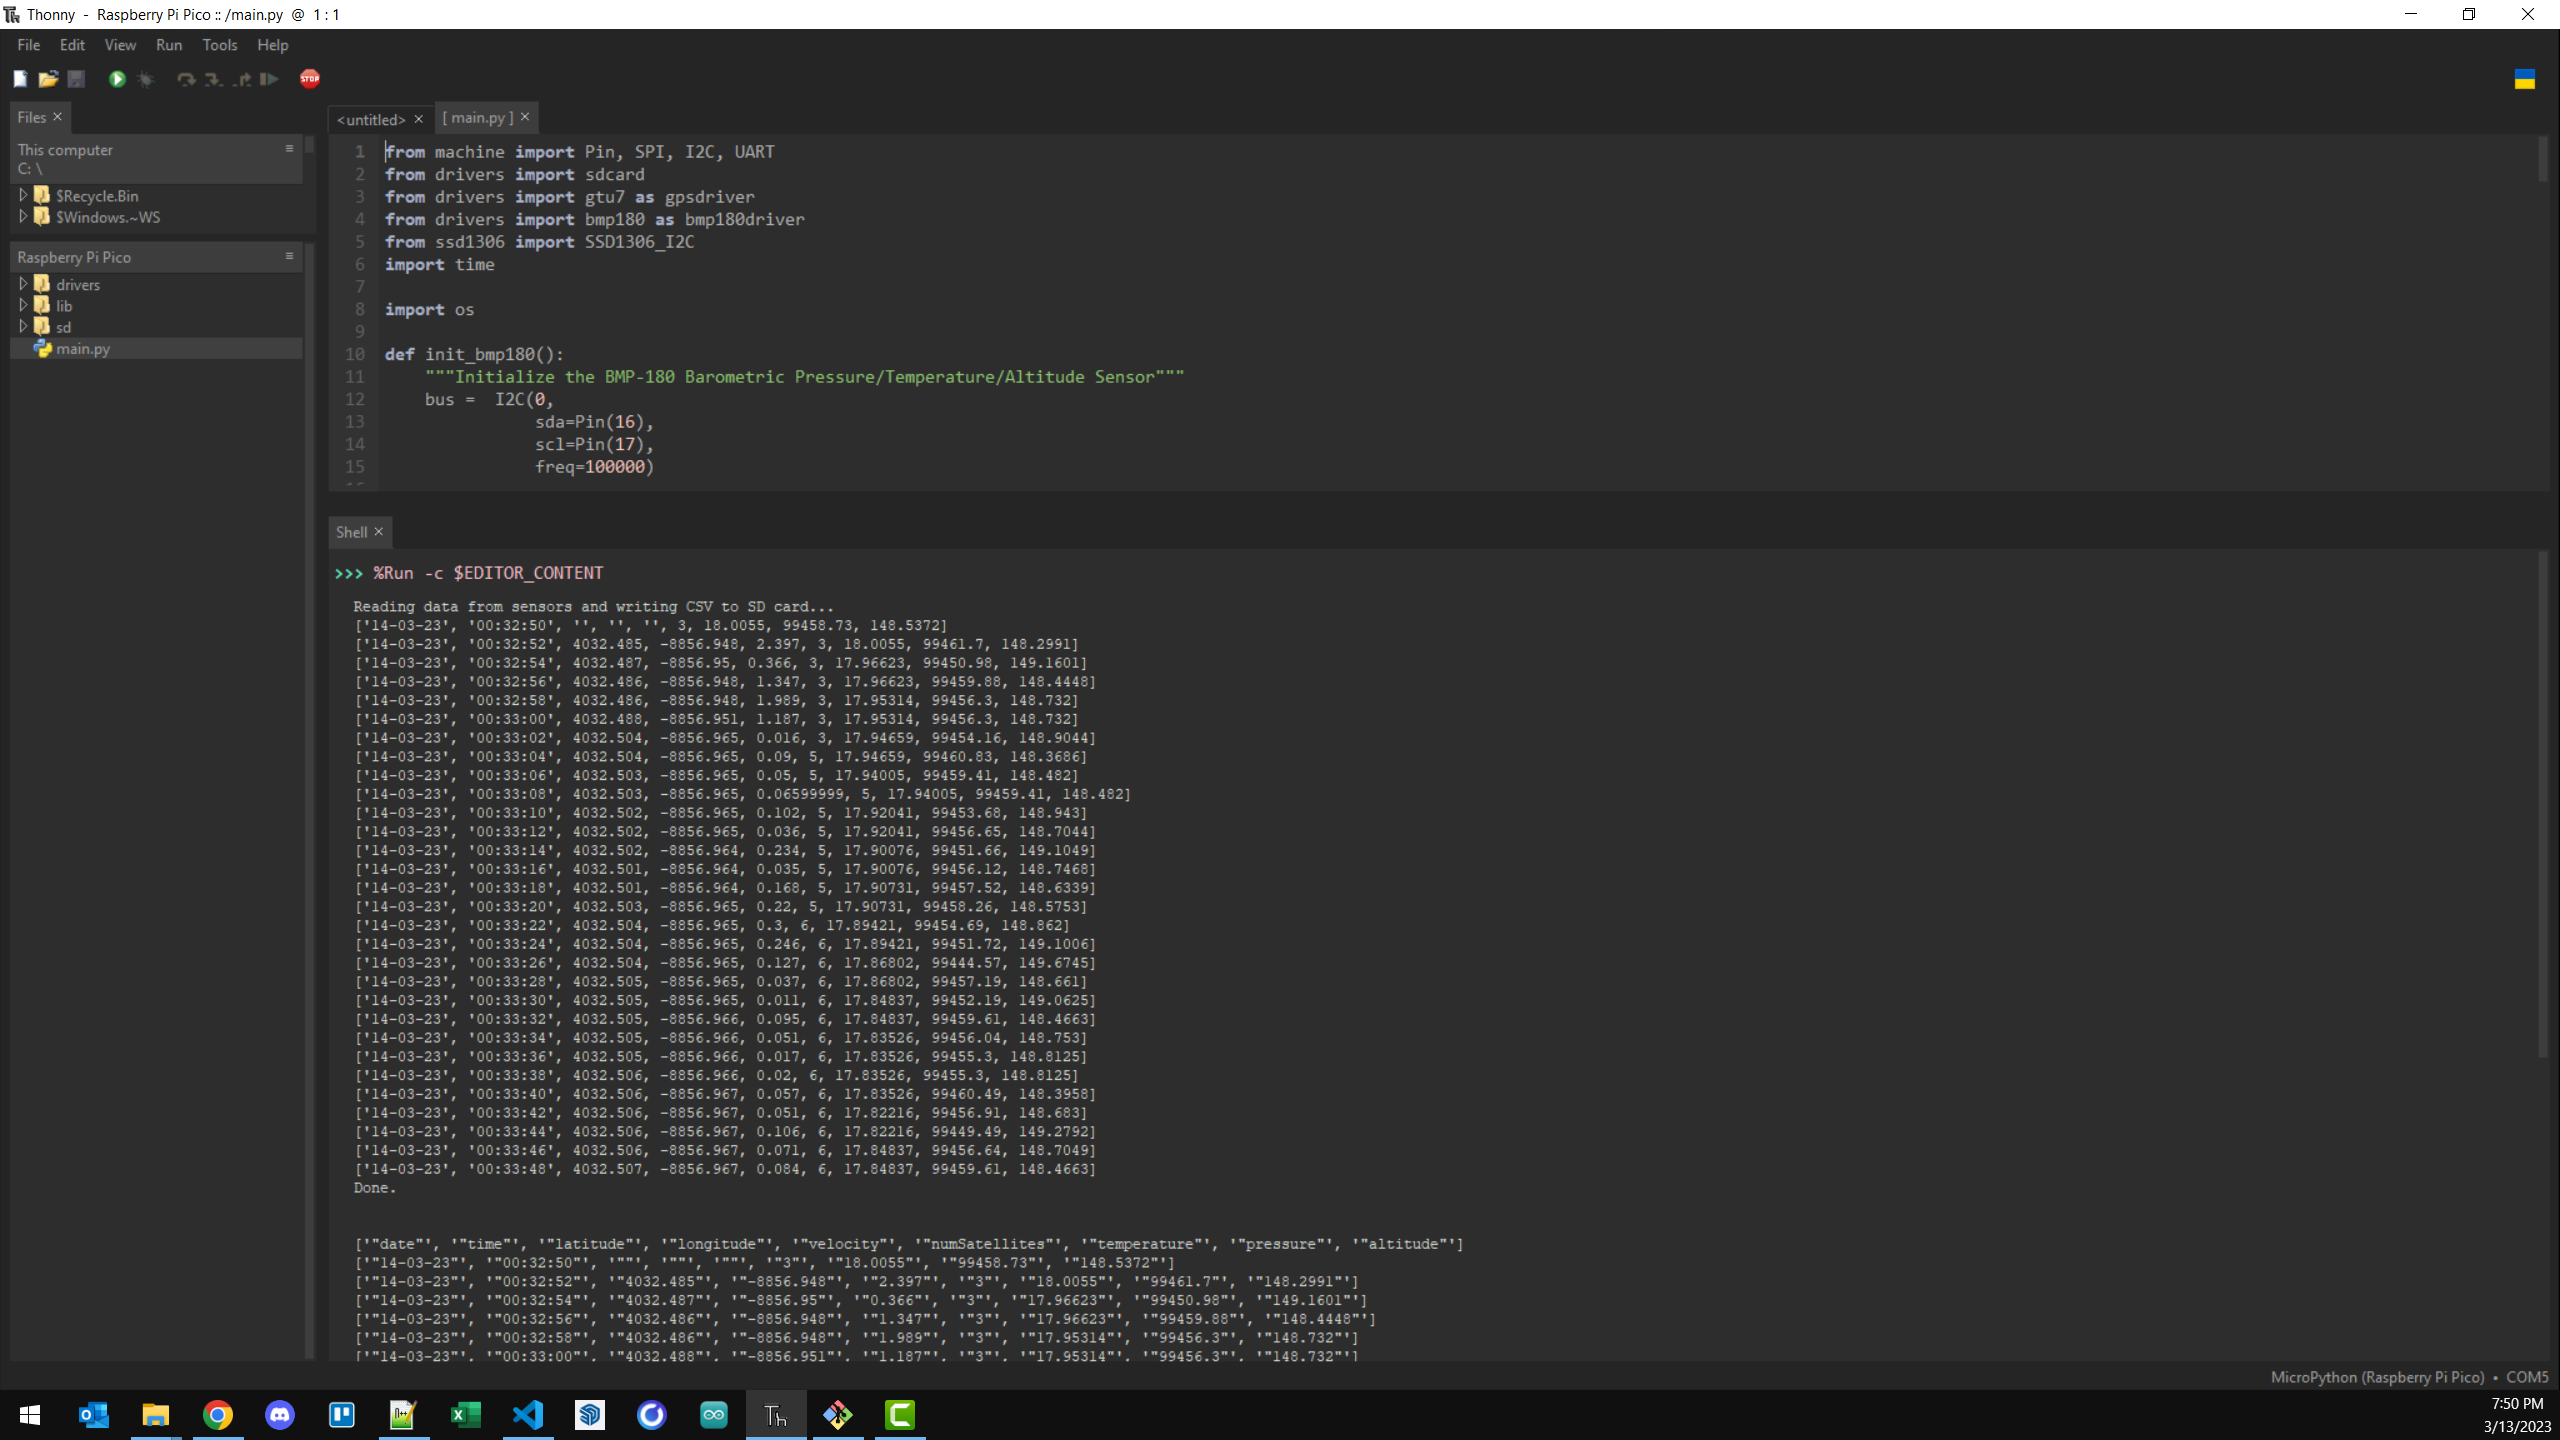 Thonny - Raspberry Pi Pico :: /main.py @ 1 : 1
File Edit View Run Tools Help
STOP
Files
This computer
C: \
$Recycle.Bin
$Windows.~WS
Raspberry Pi Pico
drivers
lib
sd
main.py
<untitled> [ main.py ]
1 from machine import Pin, SPI, I2C, UART
2 from drivers import sdcard
3 from drivers import gtu7 as gpsdriver
4 from drivers import bmp180 as bmp180driver
5 from ssd1306 import SSD1306_I2C
6 import time
7
8 import os
9
10 def init_bmp180():
11 """Initialize the BMP-180 Barometric Pressure/Temperature/Altitude Sensor"""
12 bus = I2C(0,
13 sda=Pin(16),
14 scl=Pin(17),
15 freq=100000)
Shell
>>> %Run -c $EDITOR_CONTENT
Reading data from sensors and writing CSV to SD card...
['14-03-23', '00:32:50', '', '', '', 3, 18.0055, 99458.73, 148.5372]
['14-03-23', '00:32:52', 4032.485, -8856.948, 2.397, 3, 18.0055, 99461.7, 148.2991]
['14-03-23', '00:32:54', 4032.487, -8856.95, 0.366, 3, 17.96623, 99450.98, 149.1601]
['14-03-23', '00:32:56', 4032.486, -8856.948, 1.347, 3, 17.96623, 99459.88, 148.4448]
['14-03-23', '00:32:58', 4032.486, -8856.948, 1.989, 3, 17.95314, 99456.3, 148.732]
['14-03-23', '00:33:00', 4032.488, -8856.951, 1.187, 3, 17.95314, 99456.3, 148.732]
['14-03-23', '00:33:02', 4032.504, -8856.965, 0.016, 3, 17.94659, 99454.16, 148.9044]
['14-03-23', '00:33:04', 4032.504, -8856.965, 0.09, 5, 17.94659, 99460.83, 148.3686]
['14-03-23', '00:33:06', 4032.503, -8856.965, 0.05, 5, 17.94005, 99459.41, 148.482]
['14-03-23', '00:33:08', 4032.503, -8856.965, 0.06599999, 5, 17.94005, 99459.41, 148.482]
['14-03-23', '00:33:10', 4032.502, -8856.965, 0.102, 5, 17.92041, 99453.68, 148.943]
['14-03-23', '00:33:12', 4032.502, -8856.965, 0.036, 5, 17.92041, 99456.65, 148.7044]
['14-03-23', '00:33:14', 4032.502, -8856.964, 0.234, 5, 17.90076, 99451.66, 149.1049]
['14-03-23', '00:33:16', 4032.501, -8856.964, 0.035, 5, 17.90076, 99456.12, 148.7468]
['14-03-23', '00:33:18', 4032.501, -8856.964, 0.168, 5, 17.90731, 99457.52, 148.6339]
['14-03-23', '00:33:20', 4032.503, -8856.965, 0.22, 5, 17.90731, 99458.26, 148.5753]
['14-03-23', '00:33:22', 4032.504, -8856.965, 0.3, 6, 17.89421, 99454.69, 148.862]
['14-03-23', '00:33:24', 4032.504, -8856.965, 0.246, 6, 17.89421, 99451.72, 149.1006]
['14-03-23', '00:33:26', 4032.504, -8856.965, 0.127, 6, 17.86802, 99444.57, 149.6745]
['14-03-23', '00:33:28', 4032.505, -8856.965, 0.037, 6, 17.86802, 99457.19, 148.661]
['14-03-23', '00:33:30', 4032.505, -8856.965, 0.011, 6, 17.84837, 99452.19, 149.0625]
['14-03-23', '00:33:32', 4032.505, -8856.966, 0.095, 6, 17.84837, 99459.61, 148.4663]
['14-03-23', '00:33:34', 4032.505, -8856.966, 0.051, 6, 17.83526, 99456.04, 148.753]
['14-03-23', '00:33:36', 4032.505, -8856.966, 0.017, 6, 17.83526, 99455.3, 148.8125]
['14-03-23', '00:33:38', 4032.506, -8856.966, 0.02, 6, 17.83526, 99455.3, 148.8125]
['14-03-23', '00:33:40', 4032.506, -8856.967, 0.057, 6, 17.83526, 99460.49, 148.3958]
['14-03-23', '00:33:42', 4032.506, -8856.967, 0.051, 6, 17.82216, 99456.91, 148.683]
['14-03-23', '00:33:44', 4032.506, -8856.967, 0.106, 6, 17.82216, 99449.49, 149.2792]
['14-03-23', '00:33:46', 4032.506, -8856.967, 0.071, 6, 17.84837, 99456.64, 148.7049]
['14-03-23', '00:33:48', 4032.507, -8856.967, 0.084, 6, 17.84837, 99459.61, 148.4663]
Done.
['"date"', '"time"', '"latitude"', '"longitude"', '"velocity"', '"numSatellites"', '"temperature"', '"pressure"', '"altitude"']
['"14-03-23"', '"00:32:50"', '""', '""', '""', '"3"', '"18.0055"', '"99458.73"', '"148.5372"']
['"14-03-23"', '"00:32:52"', '"4032.485"', '"-8856.948"', '"2.397"', '"3"', '"18.0055"', '"99461.7"', '"148.2991"']
['"14-03-23"', '"00:32:54"', '"4032.487"', '"-8856.95"', '"0.366"', '"3"', '"17.96623"', '"99450.98"', '"149.1601"']
['"14-03-23"', '"00:32:56"', '"4032.486"', '"-8856.948"', '"1.347"', '"3"', '"17.96623"', '"99459.88"', '"148.4448"']
['"14-03-23"', '"00:32:58"', '"4032.486"', '"-8856.948"', '"1.989"', '"3"', '"17.95314"', '"99456.3"', '"148.732"']
['"14-03-23"', '"00:33:00"', '"4032.488"', '"-8856.951"', '"1.187"', '"3"', '"17.95314"', '"99456.3"', '"148.732"']
MicroPython (Raspberry Pi Pico) • COM5
7:50 PM
3/13/2023